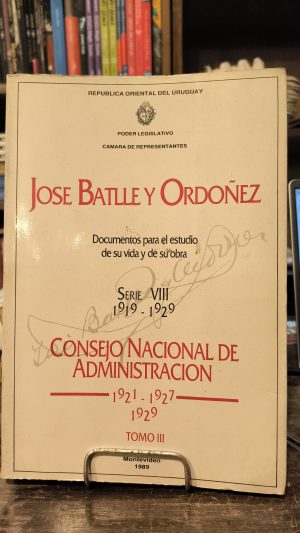 REPUBLICA ORIENTAL DEL URUGUAY
PODER LEGISLATIVO
CAMARA DE REPRESENTANTES
JOSE BATLLE Y ORDOÑEZ
Documentos para el estudio
de su vida y de su obra
SERIE VIII
1919 - 1929
CONSEJO NACIONAL DE
ADMINISTRACION
1921 - 1927
1929
TOMO III
Montevideo
1989